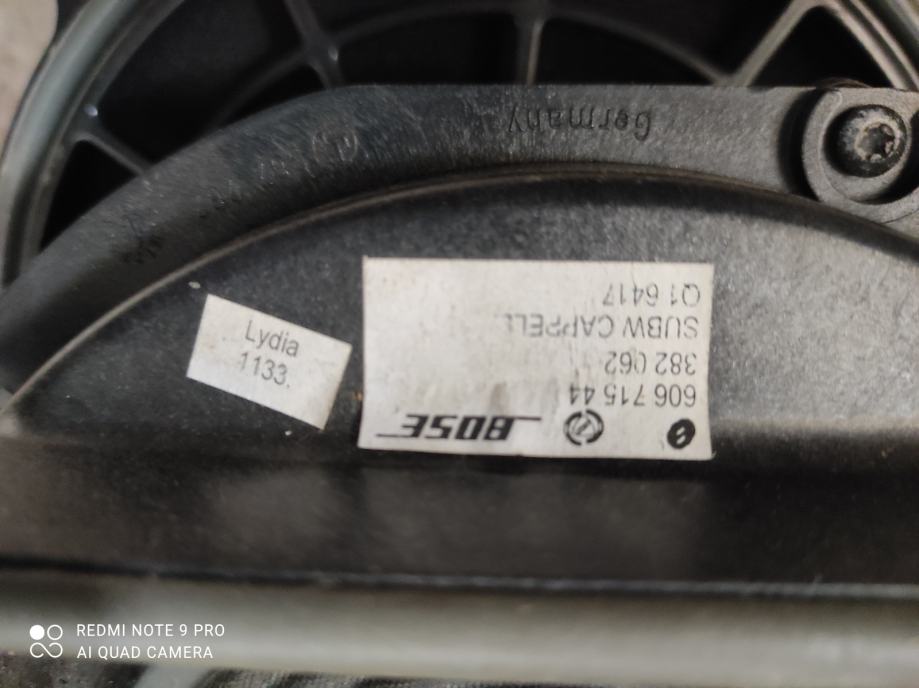 Germany
Lydia
1133.
BOSE
606 715 44
382 062
SUBW CAPPELL
Q1 6417
REDMI NOTE 9 PRO
AI QUAD CAMERA